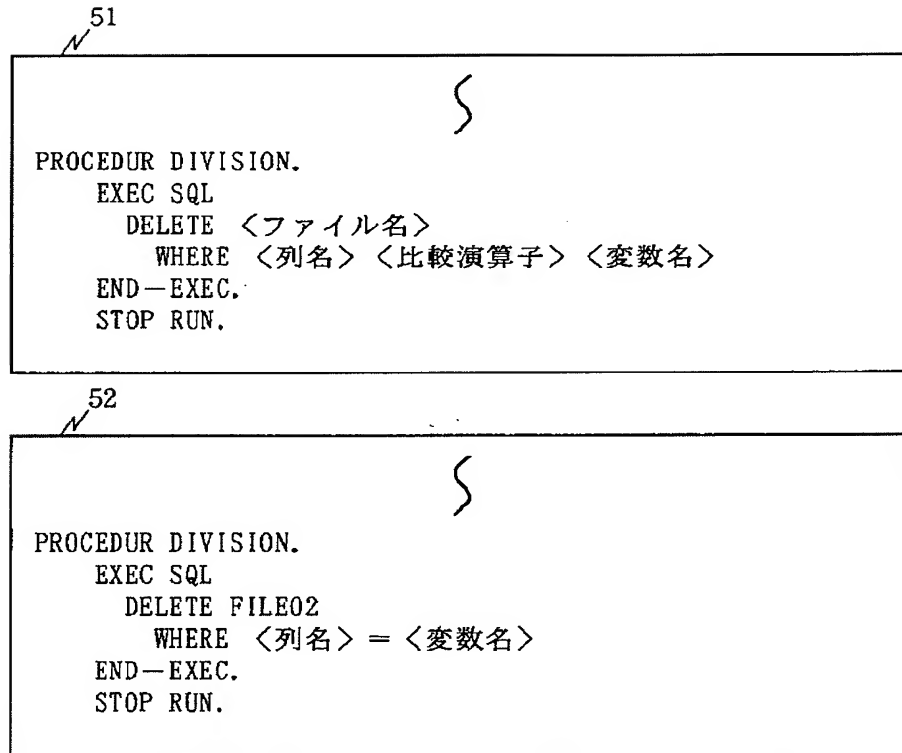 51
PROCEDUR DIVISION.
EXEC SQL
DELETE <ファイル名>
WHERE <列名> <比較演算子> <変数名>
END-EXEC.
STOP RUN.
52
PROCEDUR DIVISION.
EXEC SQL
DELETE FILE02
WHERE <列名> = <変数名>
END-EXEC.
STOP RUN.